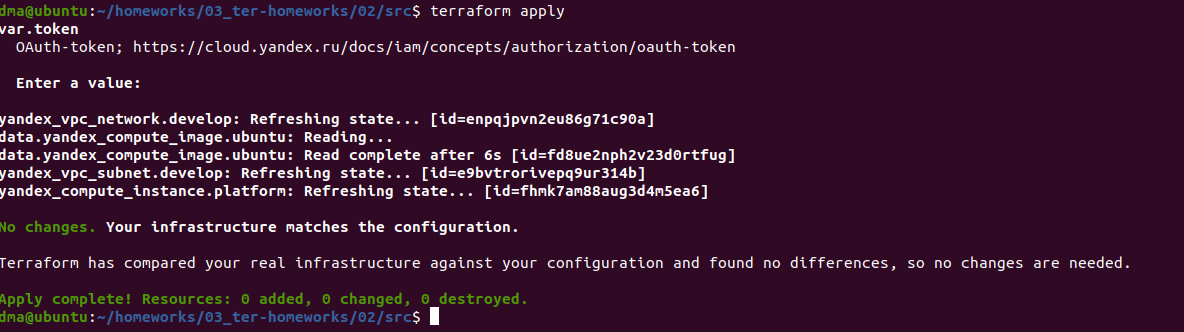 dma@ubuntu:~/homeworks/03_ter-homeworks/02/src$ terraform apply
var.token
  OAuth-token; https://cloud.yandex.ru/docs/iam/concepts/authorization/oauth-token

  Enter a value:

yandex_vpc_network.develop: Refreshing state... [id=enpqjpvn2eu86g71c90a]
data.yandex_compute_image.ubuntu: Reading...
data.yandex_compute_image.ubuntu: Read complete after 6s [id=fd8ue2nph2v23d0rtfug]
yandex_vpc_subnet.develop: Refreshing state... [id=e9bvtrorivepq9ur314b]
yandex_compute_instance.platform: Refreshing state... [id=fhmk7am88aug3d4m5ea6]

No changes. Your infrastructure matches the configuration.

Terraform has compared your real infrastructure against your configuration and found no differences, so no changes are needed.

Apply complete! Resources: 0 added, 0 changed, 0 destroyed.
dma@ubuntu:~/homeworks/03_ter-homeworks/02/src$